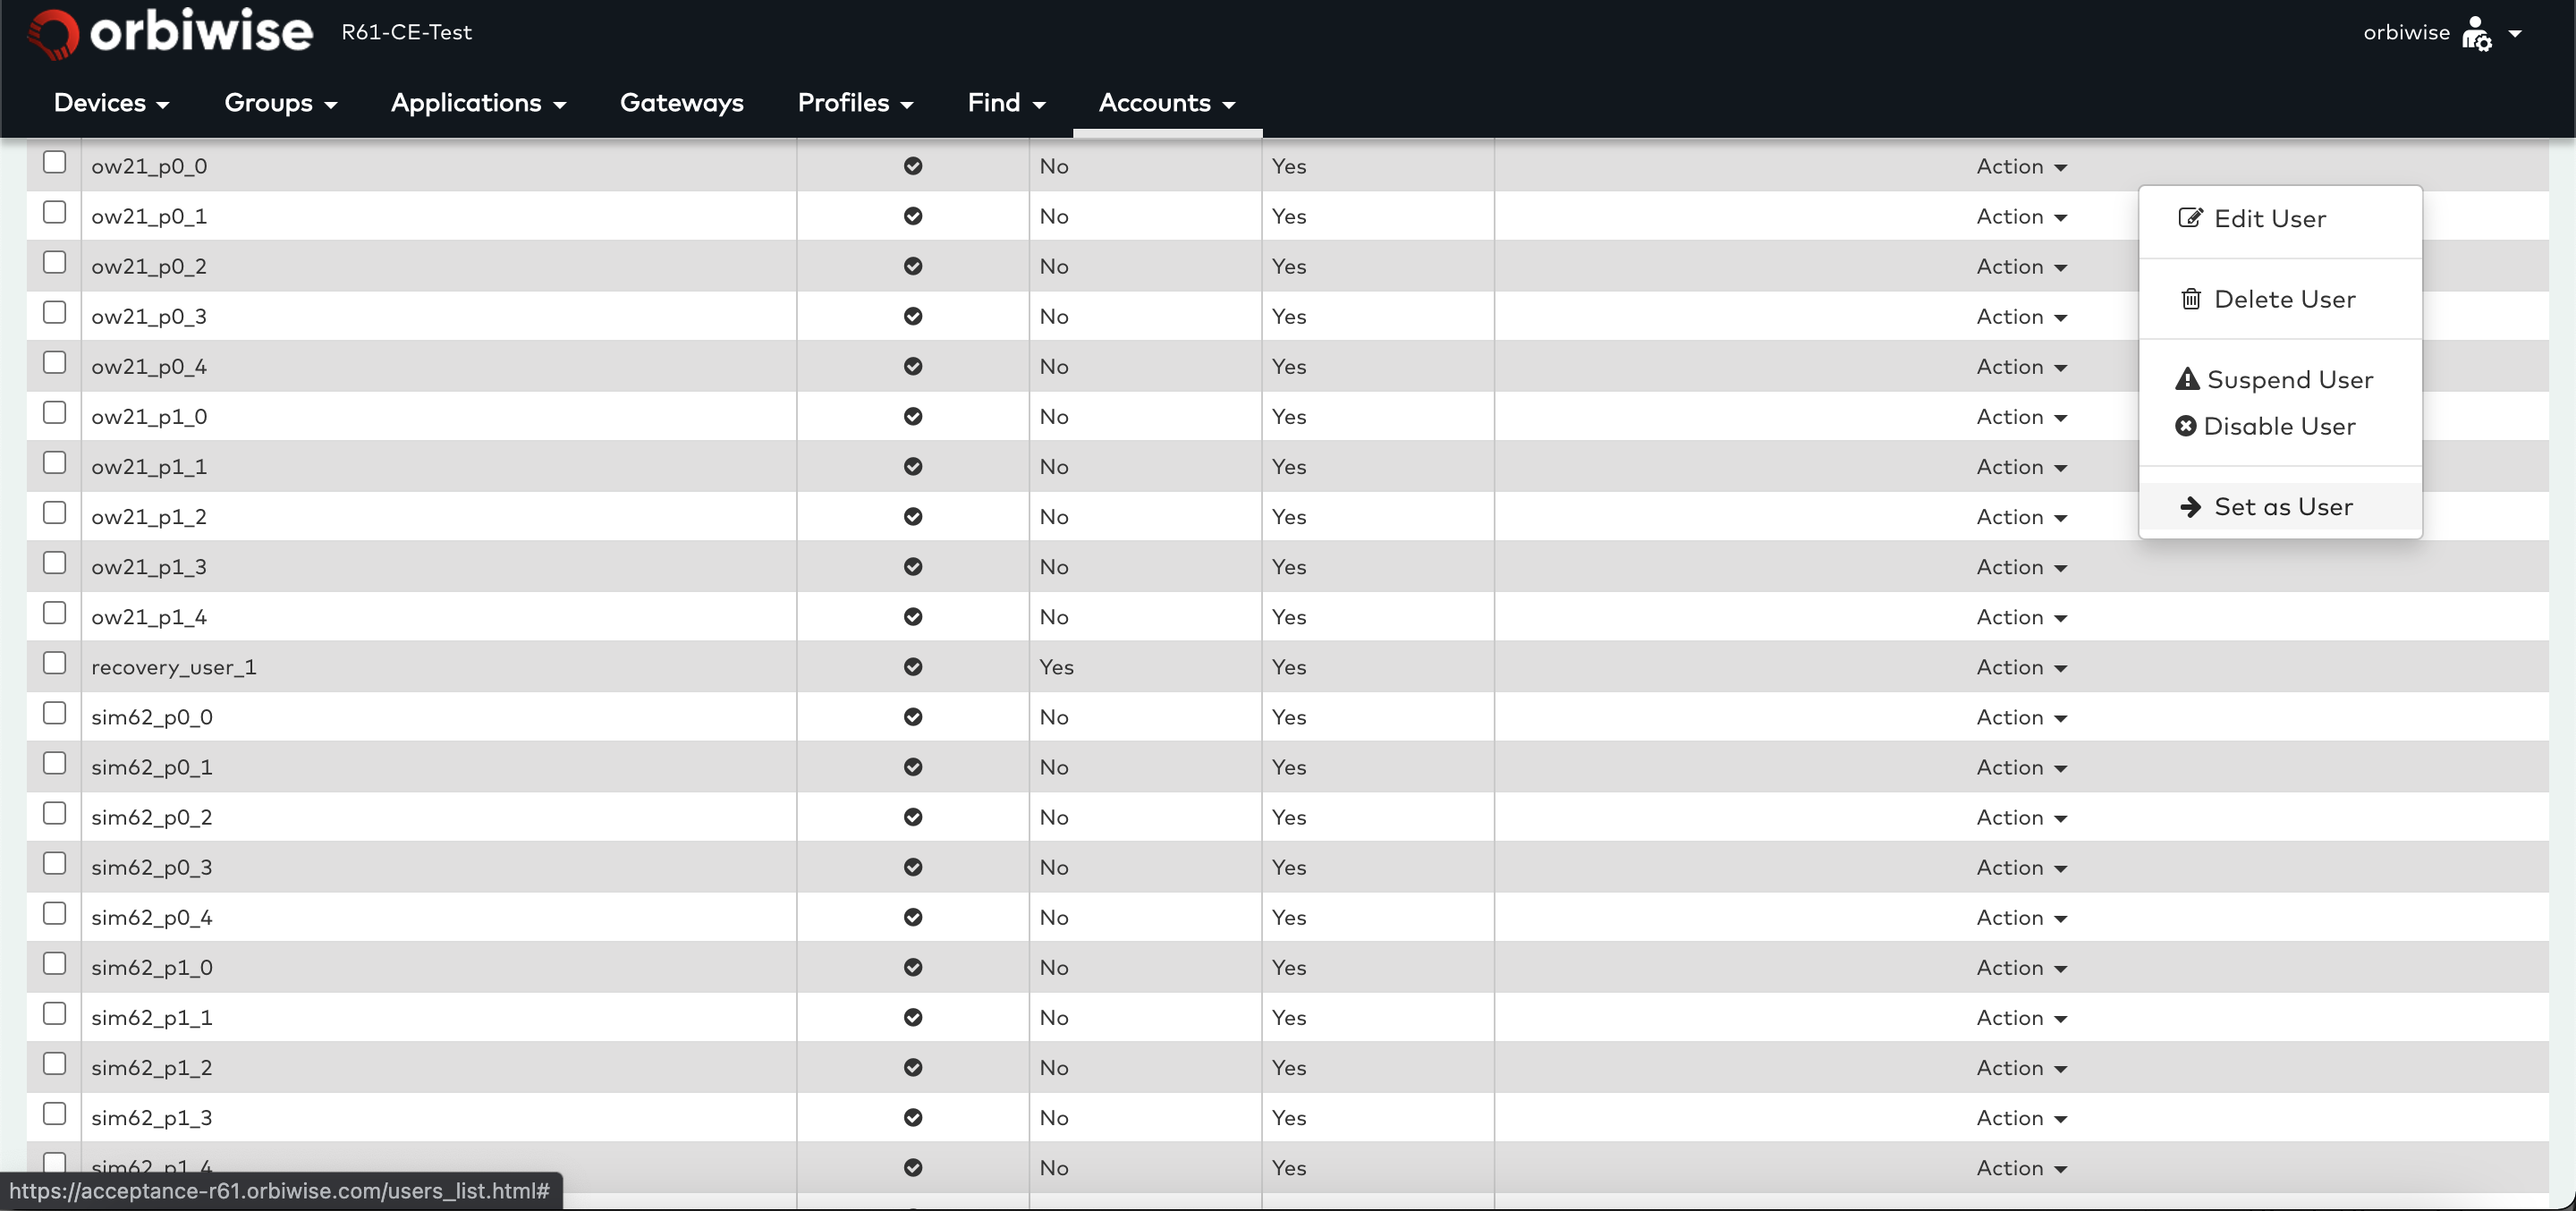 orbiwise R61-CE-Test orbiwise
Devices Groups Applications Gateways Profiles Find Accounts
ow21_p0_0 No Yes Action
ow21_p0_1 No Yes Action
Edit User
ow21_p0_2 No Yes Action
Delete User
ow21_p0_3 No Yes Action
ow21_p0_4 No Yes Action
Suspend User
ow21_p1_0 No Yes Action
Disable User
ow21_p1_1 No Yes Action
ow21_p1_2 No Yes Action
Set as User
ow21_p1_3 No Yes Action
ow21_p1_4 No Yes Action
recovery_user_1 Yes Yes Action
sim62_p0_0 No Yes Action
sim62_p0_1 No Yes Action
sim62_p0_2 No Yes Action
sim62_p0_3 No Yes Action
sim62_p0_4 No Yes Action
sim62_p1_0 No Yes Action
sim62_p1_1 No Yes Action
sim62_p1_2 No Yes Action
sim62_p1_3 No Yes Action
sim62_p1_4 No Yes Action
https://acceptance-r61.orbiwise.com/users_list.html#